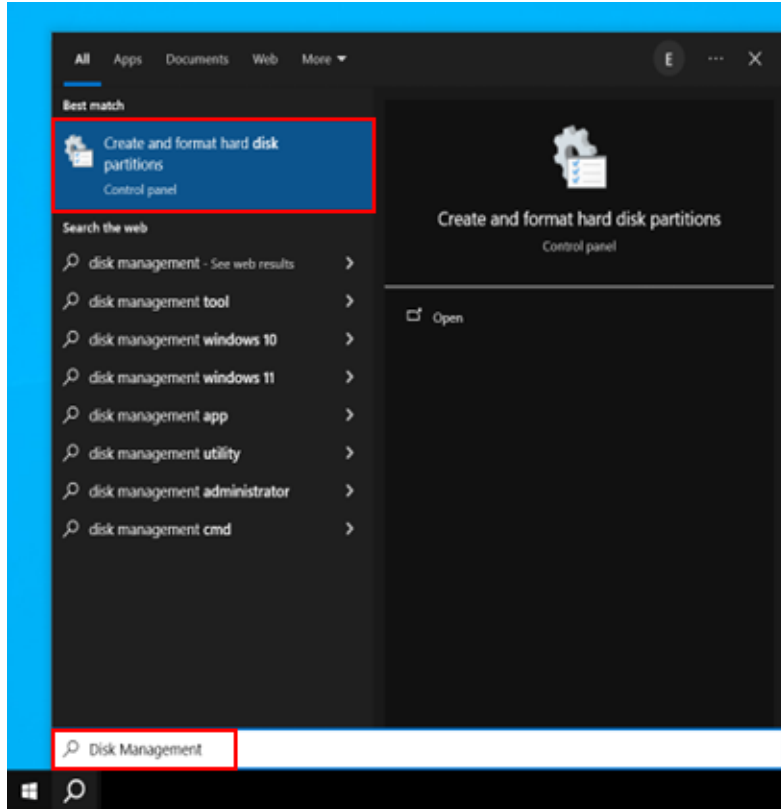 All Apps Documents Web More
E ... 
Best match
Create and format hard disk
partitions
Control panel
Search the web
disk management - See web results
disk management tool
disk management windows 10
disk management windows 11
disk management app
disk management utility
disk management administrator
disk management cmd
Create and format hard disk partitions
Control panel
Open
Disk Management